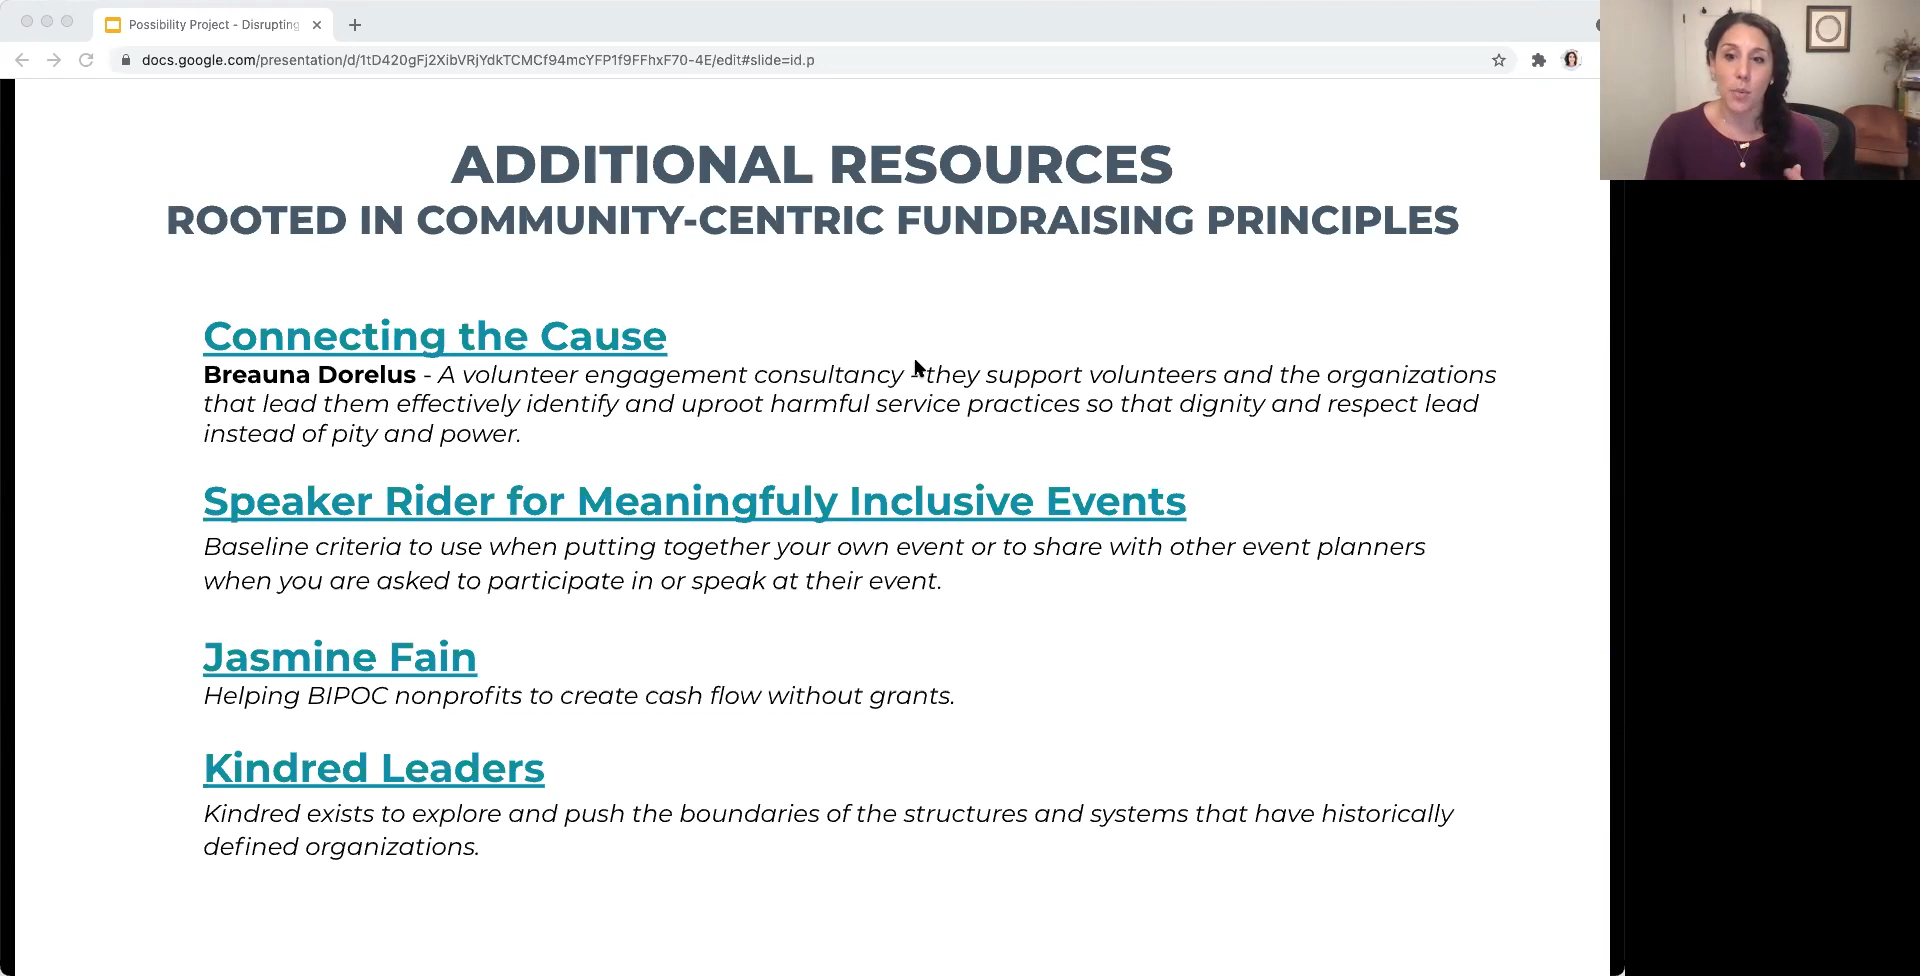 Possibility Project - Disrupting
docs.google.com/presentation/d/1tD420gFj2XibVRjYdkTCMCf94mcYFP1f9FFhxF70-4E/edit#slide=id.p
ADDITIONAL RESOURCES
ROOTED IN COMMUNITY-CENTRIC FUNDRAISING PRINCIPLES
Connecting the Cause
Breauna Dorelus - A volunteer engagement consultancy - they support volunteers and the organizations
that lead them effectively identify and uproot harmful service practices so that dignity and respect lead
instead of pity and power.
Speaker Rider for Meaningfuly Inclusive Events
Baseline criteria to use when putting together your own event or to share with other event planners
when you are asked to participate in or speak at their event.
Jasmine Fain
Helping BIPOC nonprofits to create cash flow without grants.
Kindred Leaders
Kindred exists to explore and push the boundaries of the structures and systems that have historically
defined organizations.